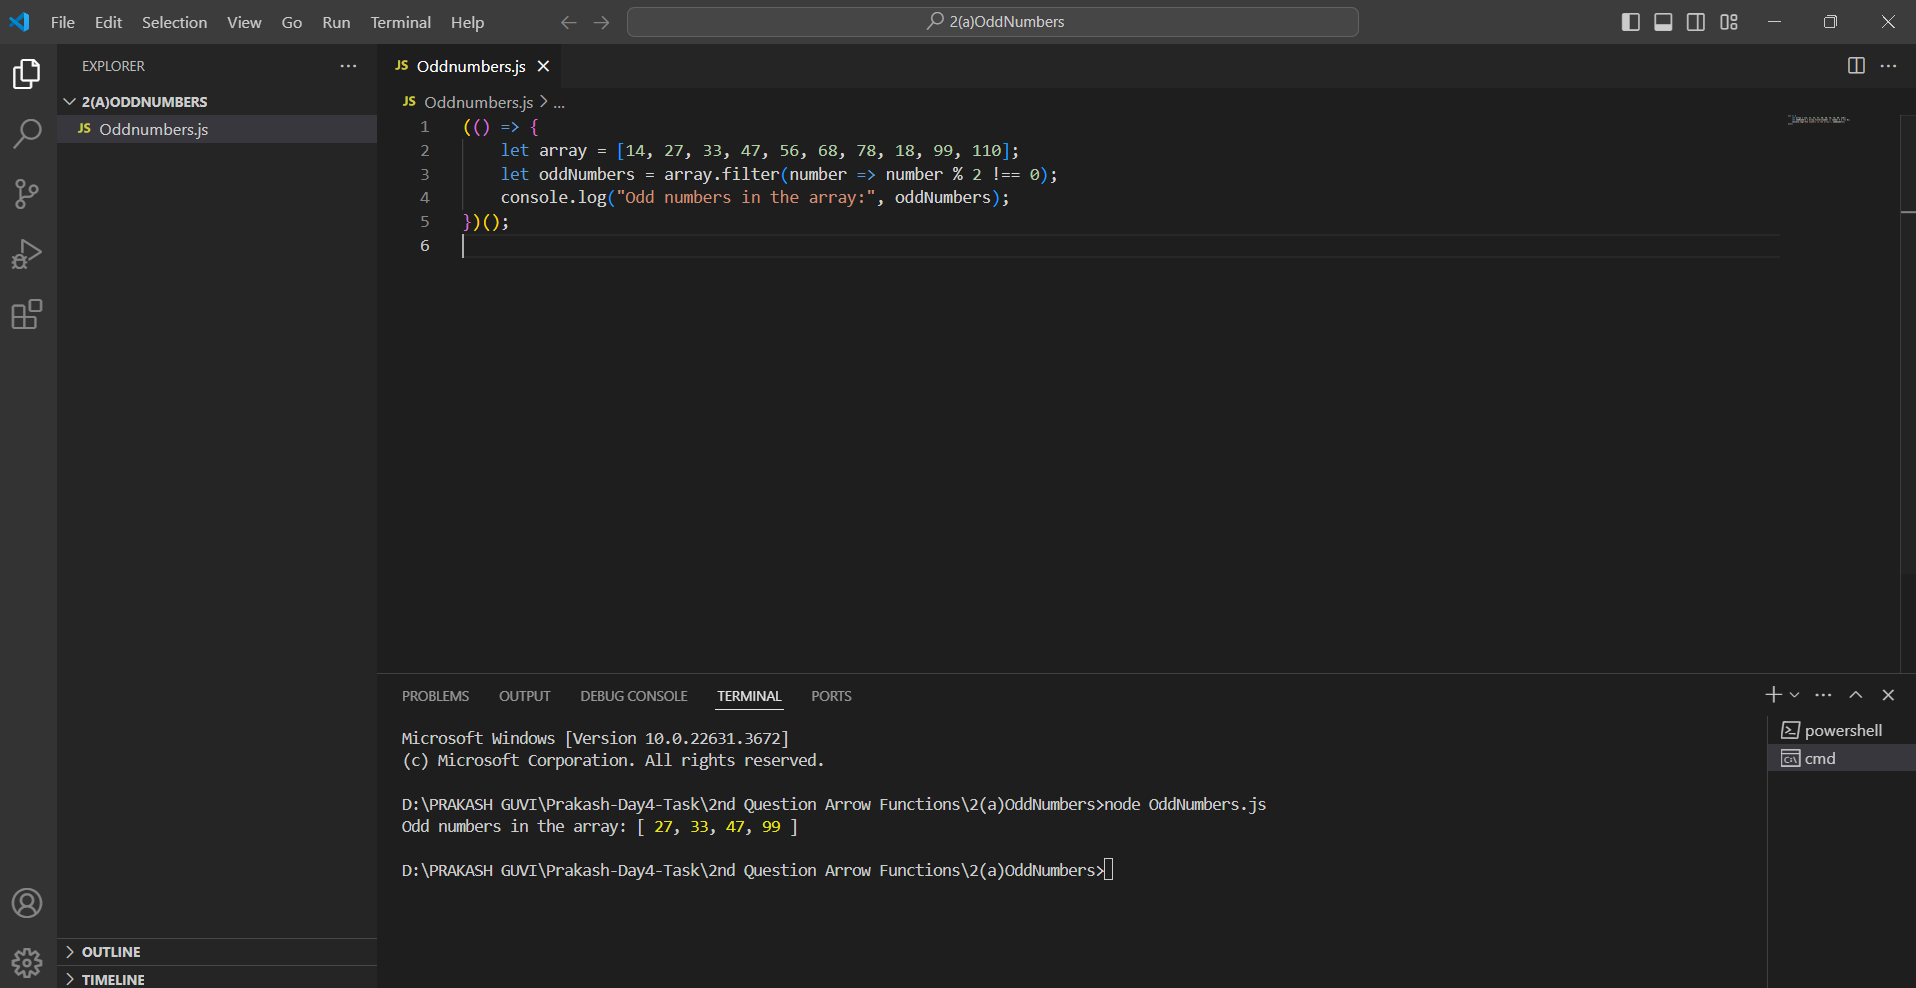 File Edit Selection View Go Run Terminal Help
2(a)OddNumbers
EXPLORER
2(A)ODDNUMBERS
JS Oddnumbers.js
JS Oddnumbers.js
JS Oddnumbers.js > ...
1 (() => {
2 let array = [14, 27, 33, 47, 56, 68, 78, 18, 99, 110];
3 let oddNumbers = array.filter(number => number % 2 !== 0);
4 console.log("Odd numbers in the array:", oddNumbers);
5 })();
6
PROBLEMS OUTPUT DEBUG CONSOLE TERMINAL PORTS
Microsoft Windows [Version 10.0.22631.3672]
(c) Microsoft Corporation. All rights reserved.
D:\PRAKASH GUVI\Prakash-Day4-Task\2nd Question Arrow Functions\2(a)OddNumbers>node OddNumbers.js
Odd numbers in the array: [ 27, 33, 47, 99 ]
D:\PRAKASH GUVI\Prakash-Day4-Task\2nd Question Arrow Functions\2(a)OddNumbers>
powershell
cmd
OUTLINE
TIMELINE